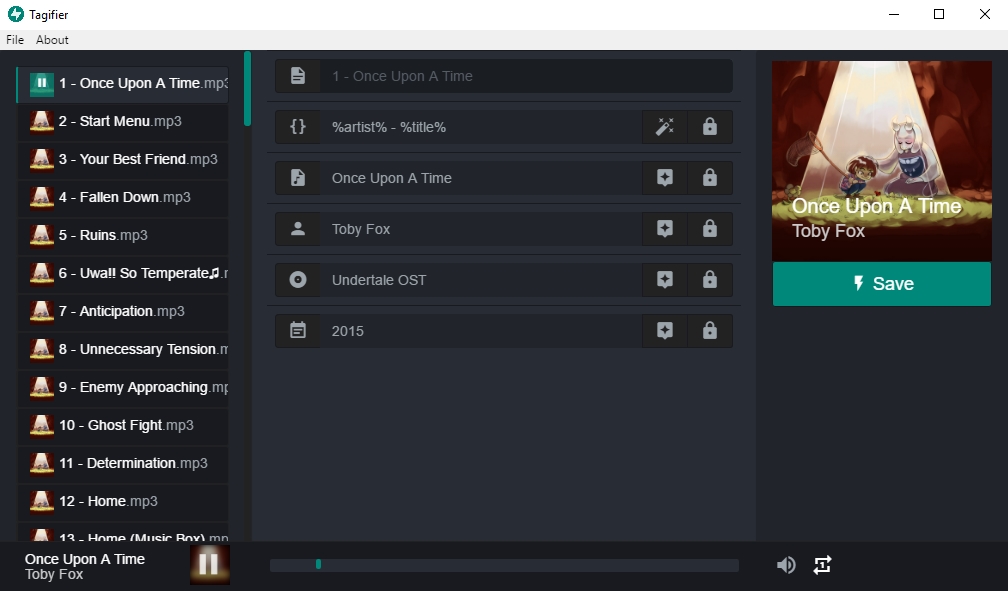 Tagifier
File About
1 - Once Upon A Time.mp3
2 - Start Menu.mp3
3 - Your Best Friend.mp3
4 - Fallen Down.mp3
5 - Ruins.mp3
6 - Uwa!! So Temperate♫.r
7 - Anticipation.mp3
8 - Unnecessary Tension.m
9 - Enemy Approaching.mp
10 - Ghost Fight.mp3
11 - Determination.mp3
12 - Home.mp3
13 - Home (Music Box).mp
1 - Once Upon A Time
%artist% - %title%
Once Upon A Time
Toby Fox
Undertale OST
2015
Once Upon A Time
Toby Fox
Save
Once Upon A Time
Toby Fox